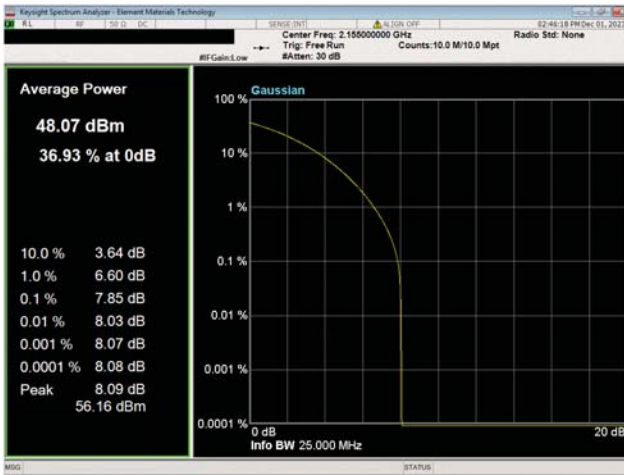 Keysight Spectrum Analyzer - Element Materials Technology
RL RF 50 Ω DC SENSE:INT ALIGN OFF 02:46:18 PM Dec 01, 2023
Center Freq: 2.155000000 GHz Radio Std: None
Trig: Free Run Counts:10.0 M/10.0 Mpt
#IFGain:Low #Atten: 30 dB
Average Power
48.07 dBm
36.93 % at 0dB
10.0 % 3.64 dB
1.0 % 6.60 dB
0.1 % 7.85 dB
0.01 % 8.03 dB
0.001 % 8.07 dB
0.0001 % 8.08 dB
Peak 8.09 dB
56.16 dBm
Gaussian
100 %
10 %
1 %
0.1 %
0.01 %
0.001 %
0.0001 %
0 dB 20 dB
Info BW 25.000 MHz
MSG STATUS